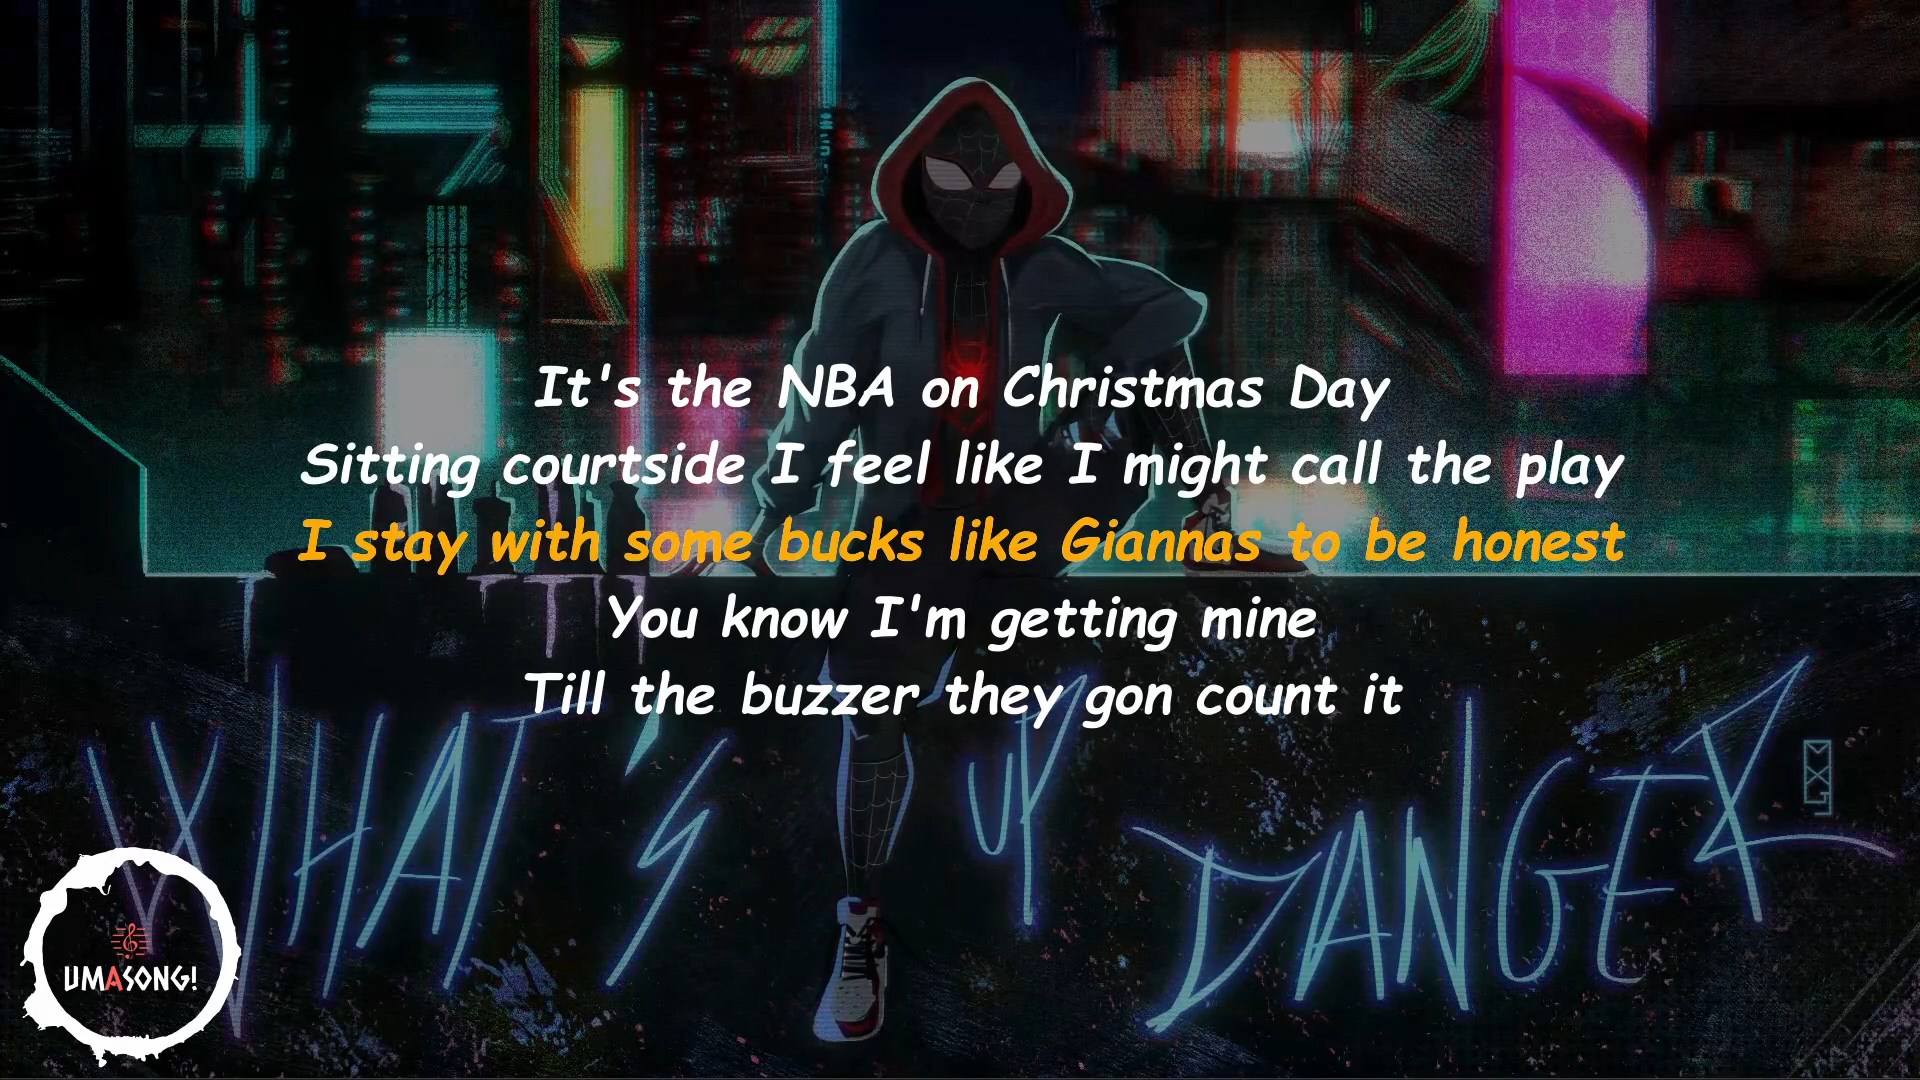 It's the NBA on Christmas Day
Sitting courtside I feel like I might call the play
I stay with some bucks like Giannas to be honest
You know I'm getting mine
Till the buzzer they gon count it
WHAT'S UP DANGER
UMASONG!